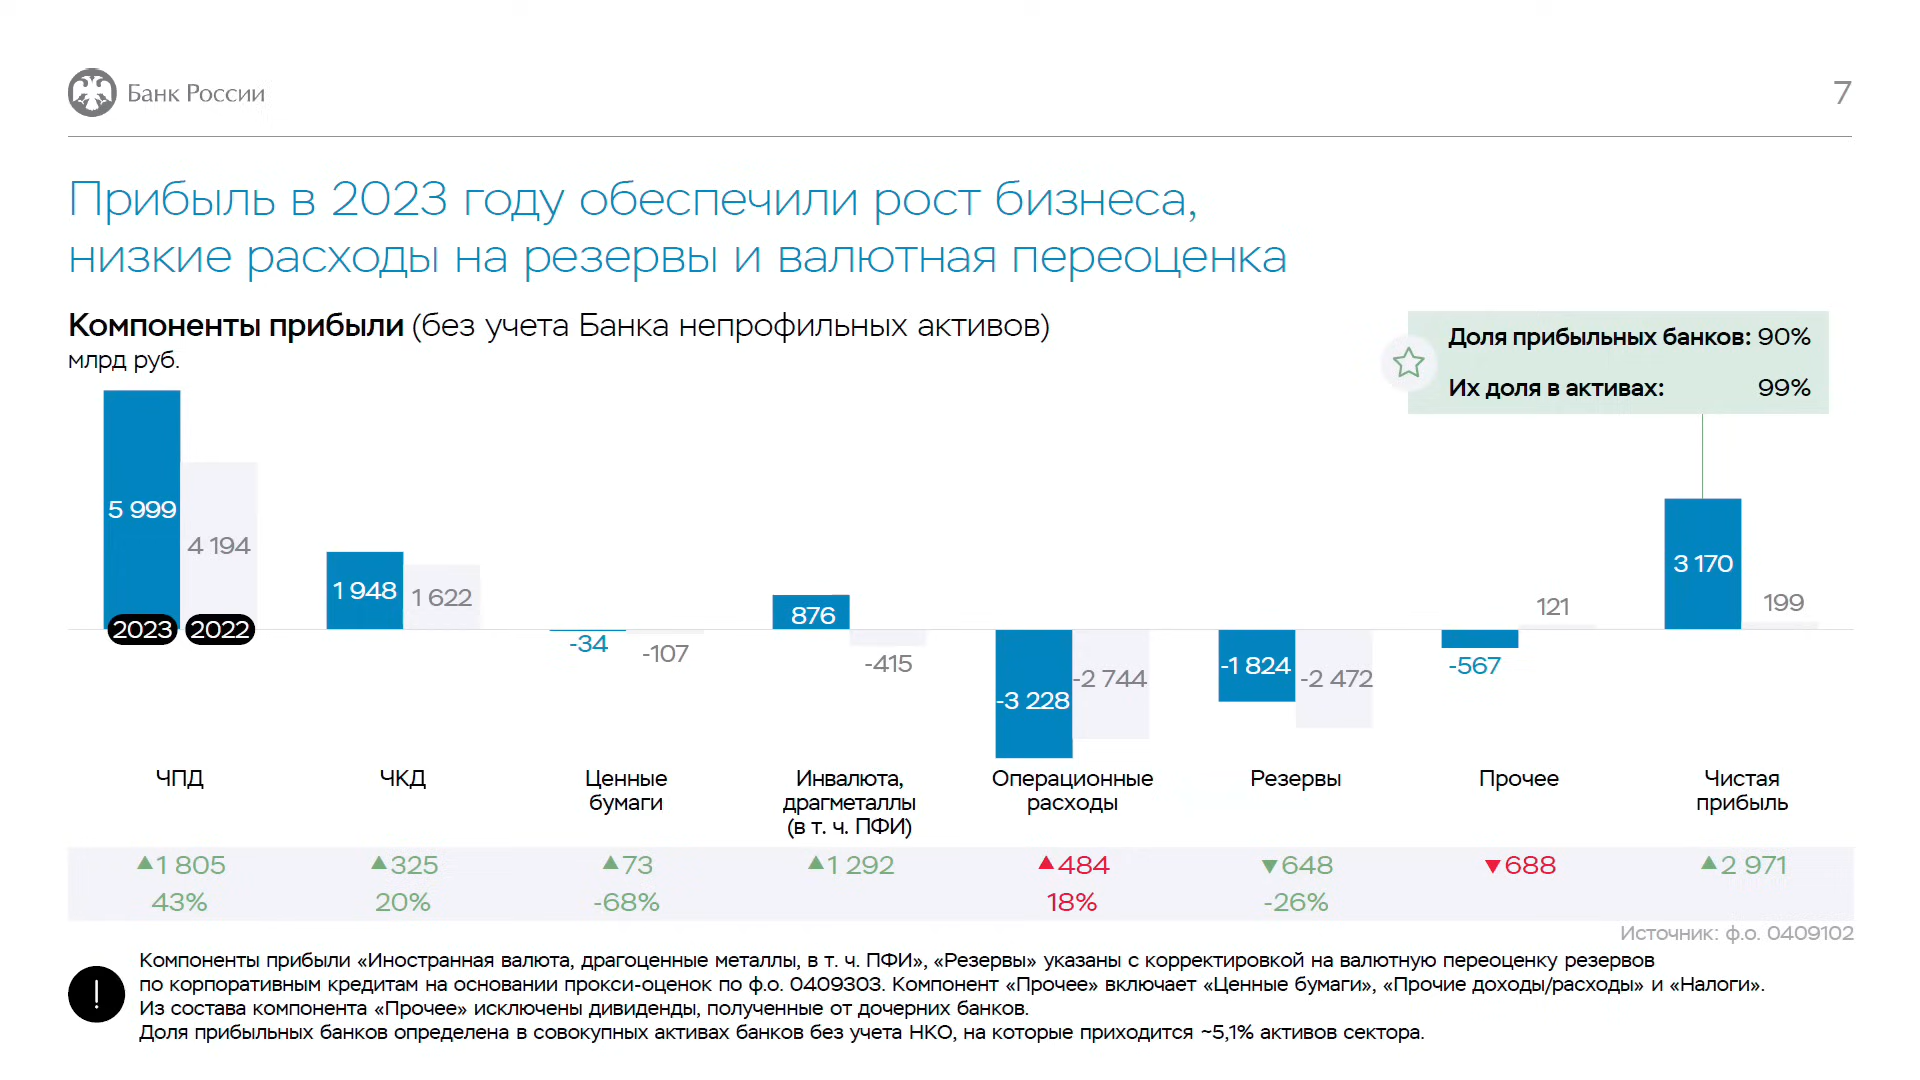 Банк России
7
Прибыль в 2023 году обеспечили рост бизнеса,
низкие расходы на резервы и валютная переоценка
Компоненты прибыли (без учета Банка непрофильных активов)
млрд руб.
Доля прибыльных банков: 90%
Их доля в активах: 99%
5 999
4 194
2023
2022
1 948
1 622
-34
-107
876
-415
-3 228
-2 744
-1 824
-2 472
-567
121
3 170
199
ЧПД
ЧКД
Ценные
бумаги
Инвалюта,
драгметаллы
(в т. ч. ПФИ)
Операционные
расходы
Резервы
Прочее
Чистая
прибыль
▲1 805
▲325
▲73
▲1 292
▲484
▼648
▼688
▲2 971
43%
20%
-68%
18%
-26%
Источник: ф.о. 0409102
!
Компоненты прибыли «Иностранная валюта, драгоценные металлы, в т. ч. ПФИ», «Резервы» указаны с корректировкой на валютную переоценку резервов
по корпоративным кредитам на основании прокси-оценок по ф.о. 0409303. Компонент «Прочее» включает «Ценные бумаги», «Прочие доходы/расходы» и «Налоги».
Из состава компонента «Прочее» исключены дивиденды, полученные от дочерних банков.
Доля прибыльных банков определена в совокупных активах банков без учета НКО, на которые приходится ~5,1% активов сектора.